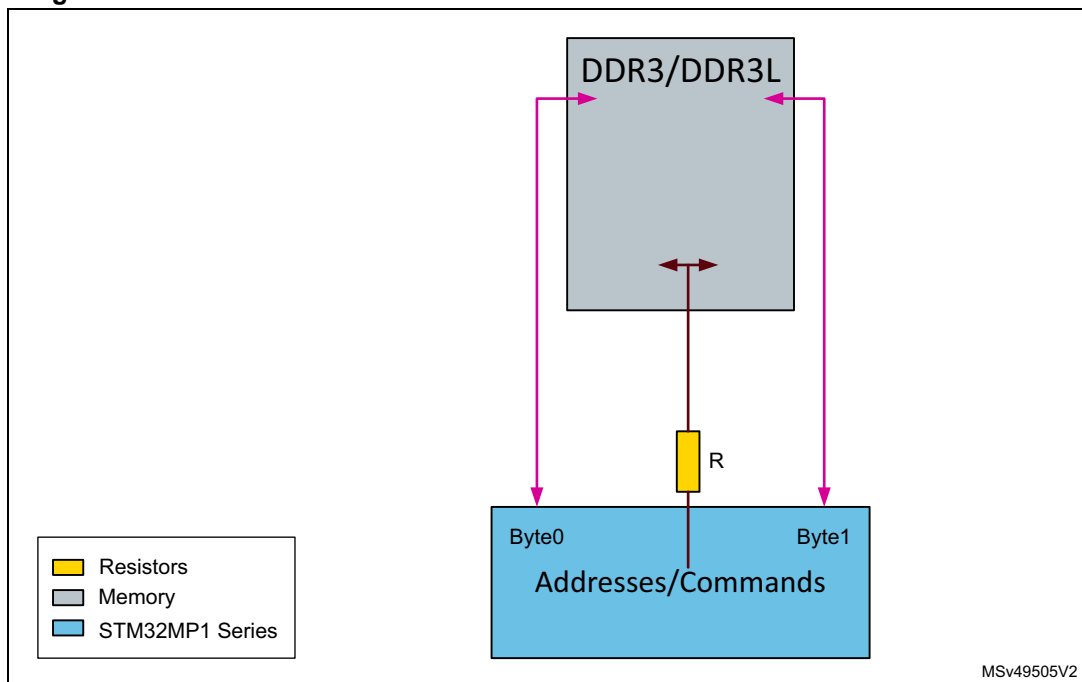 DDR3/DDR3L
R
Byte0
Byte1
Addresses/Commands
Resistors
Memory
STM32MP1 Series
MSv49505V2